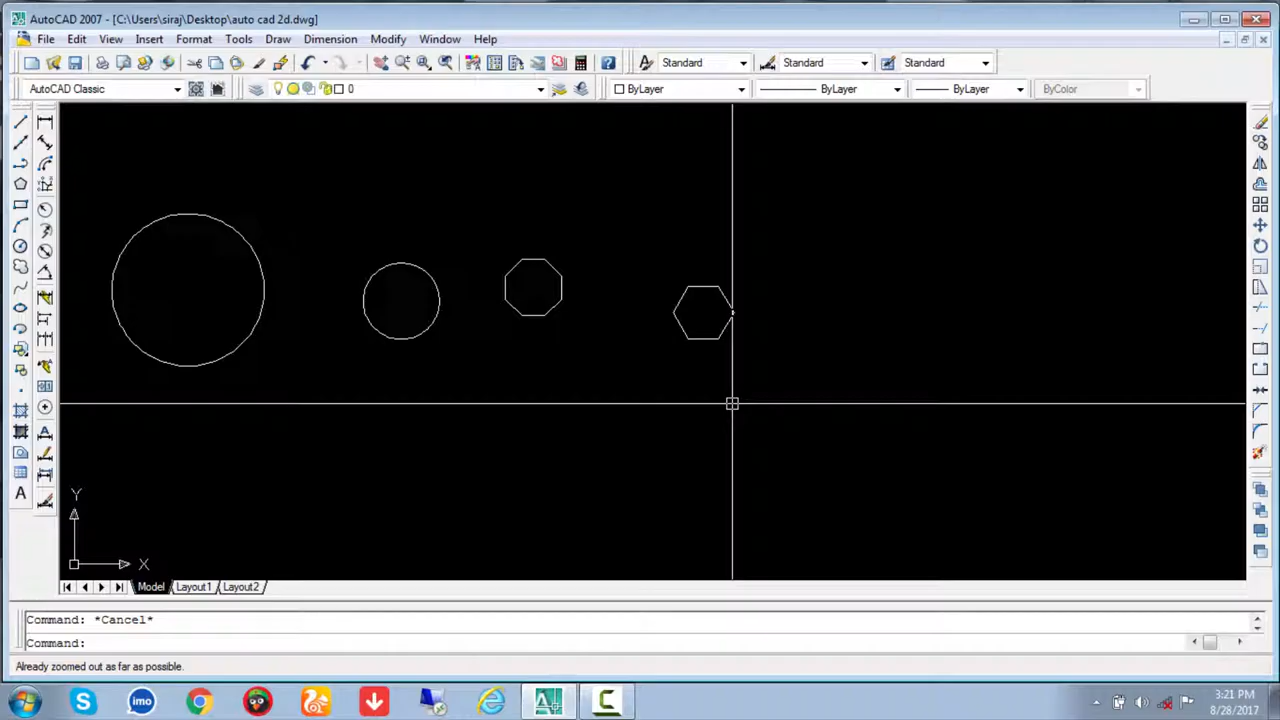 AutoCAD 2007 - [C:\Users\siraj\Desktop\auto cad 2d.dwg]
File Edit View Insert Format Tools Draw Dimension Modify Window Help
Standard Standard Standard
AutoCAD Classic 0 ByLayer ByLayer ByLayer ByColor
Y
X
Model Layout1 Layout2
Command: *Cancel*
Command:
Already zoomed out as far as possible.
imo
3:21 PM
8/28/2017